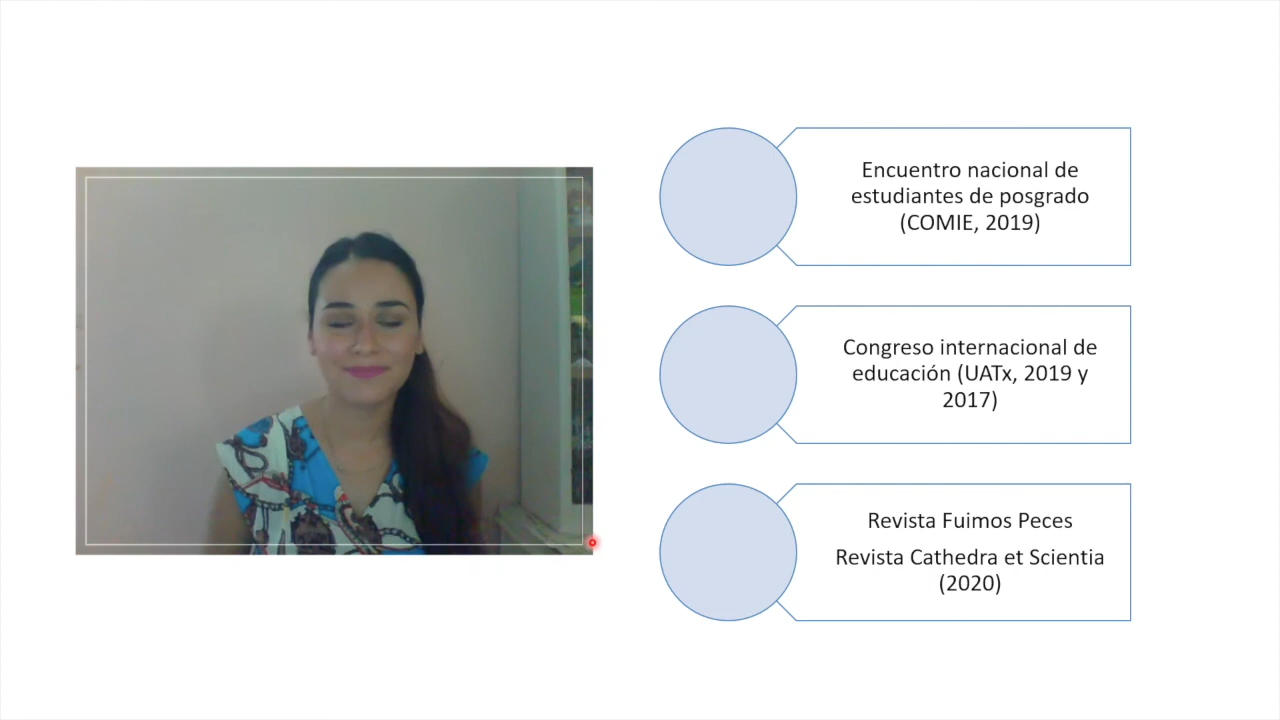 Encuentro nacional de
estudiantes de posgrado
(COMIE, 2019)
Congreso internacional de
educación (UATx, 2019 y
2017)
Revista Fuimos Peces
Revista Cathedra et Scientia
(2020)